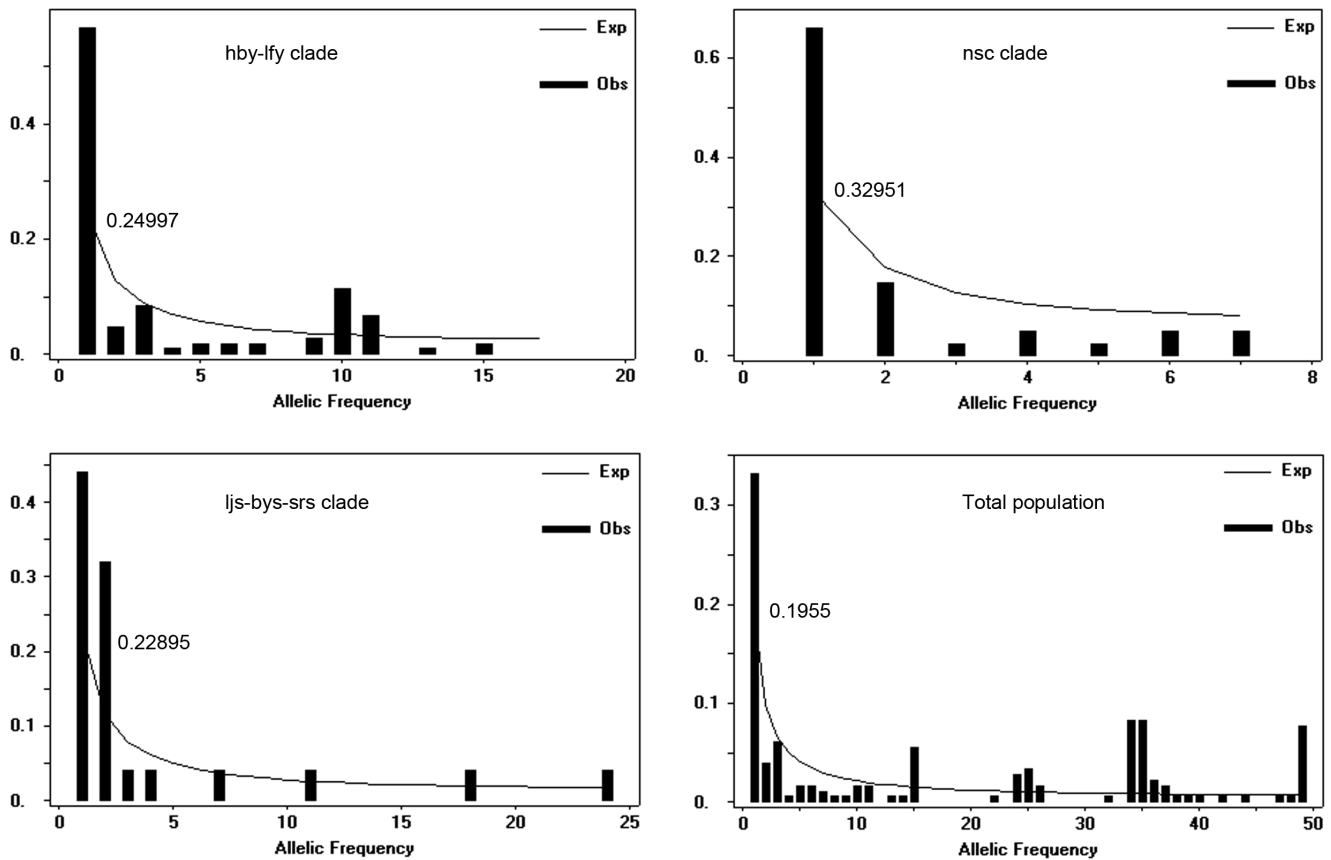 Exp
hby-lfy clade
Obs
0.4
0.24997
0.2
0.
0 5 10 15 20
Allelic Frequency
Exp
nsc clade
0.6
Obs
0.4
0.32951
0.2
0.
0 2 4 6 8
Allelic Frequency
Exp
ljs-bys-srs clade
0.4
Obs
0.3
0.22895
0.2
0.1
0.
0 5 10 15 20 25
Allelic Frequency
Exp
Total population
0.3
Obs
0.2
0.1955
0.1
0.
0 10 20 30 40 50
Allelic Frequency